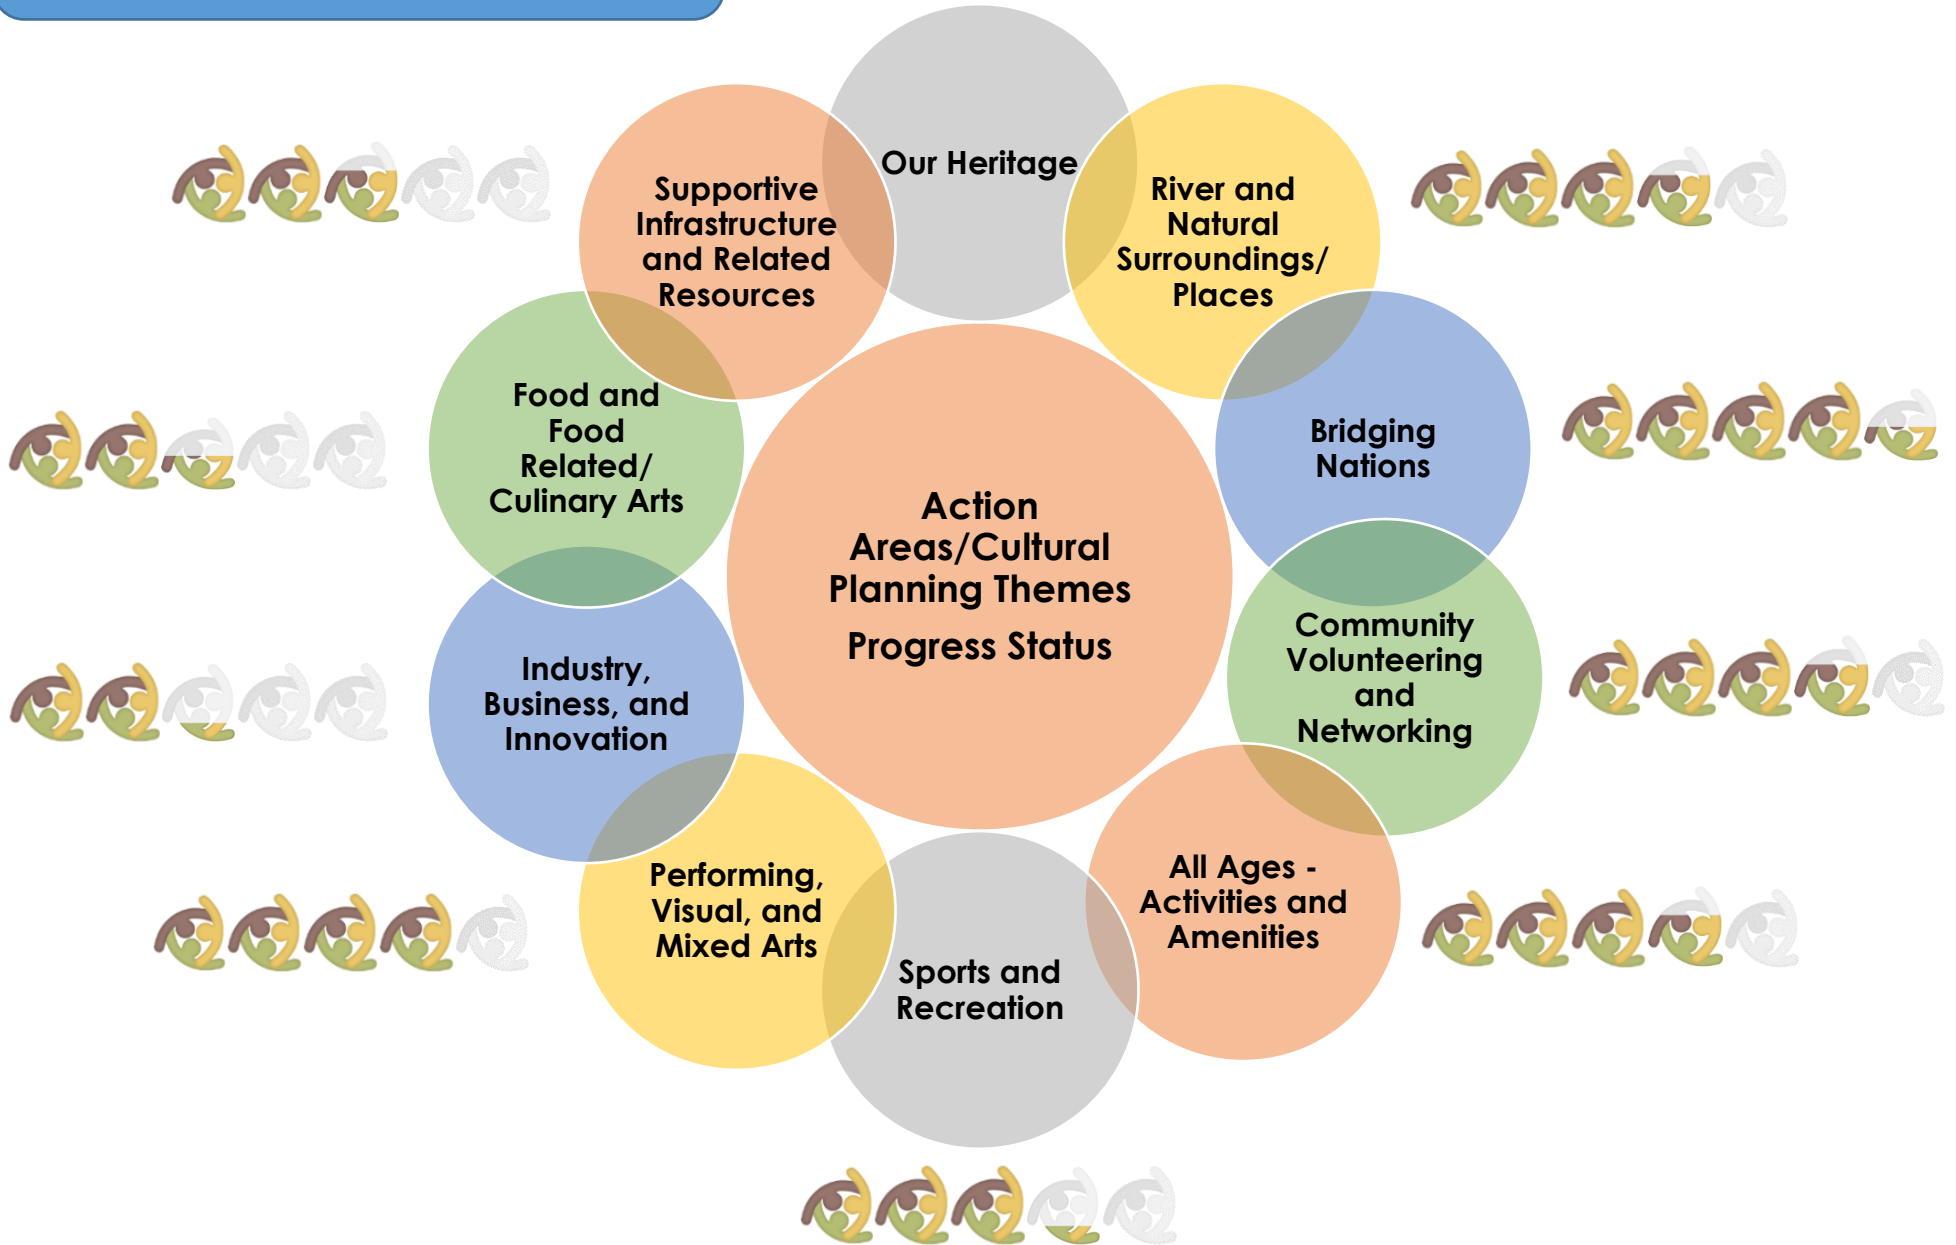 Our Heritage
River and
Natural
Surroundings/
Places
Bridging
Nations
Community
Volunteering
and
Networking
All Ages -
Activities and
Amenities
Sports and
Recreation
Performing,
Visual, and
Mixed Arts
Industry,
Business, and
Innovation
Food and
Food
Related/
Culinary Arts
Supportive
Infrastructure
and Related
Resources
Action
Areas/Cultural
Planning Themes
Progress Status